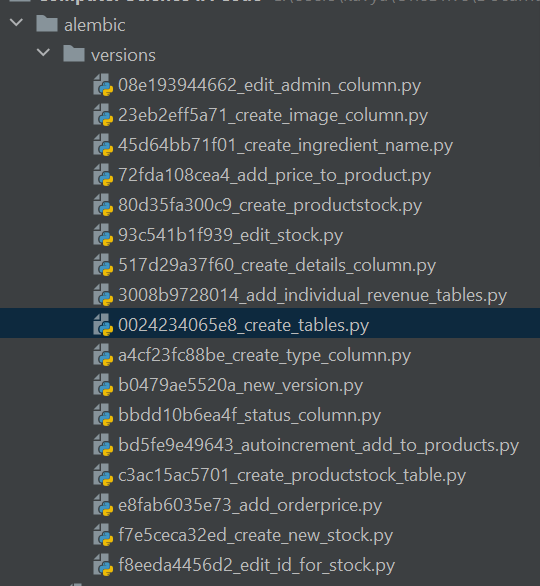 alembic
versions
08e193944662_edit_admin_column.py
23eb2eff5a71_create_image_column.py
45d64bb71f01_create_ingredient_name.py
72fda108cea4_add_price_to_product.py
80d35fa300c9_create_productstock.py
93c541b1f939_edit_stock.py
517d29a37f60_create_details_column.py
3008b9728014_add_individual_revenue_tables.py
0024234065e8_create_tables.py
a4cf23fc88be_create_type_column.py
b0479ae5520a_new_version.py
bbdd10b6ea4f_status_column.py
bd5fe9e49643_autoincrement_add_to_products.py
c3ac15ac5701_create_productstock_table.py
e8fab6035e73_add_orderprice.py
f7e5ceca32ed_create_new_stock.py
f8eeda4456d2_edit_id_for_stock.py